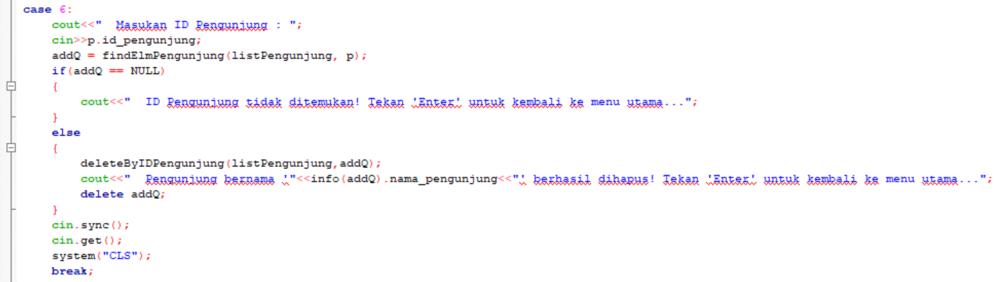 case 6:
cout<<"  Masukan ID Pengunjung : ";
cin>>p.id_pengunjung;
addQ = findElmPengunjung(listPengunjung, p);
if(addQ == NULL)
{
cout<<"  ID Pengunjung tidak ditemukan! Tekan 'Enter' untuk kembali ke menu utama...";
}
else
{
deleteByIDPengunjung(listPengunjung,addQ);
cout<<"  Pengunjung bernama '"<<info(addQ).nama_pengunjung<<"' berhasil dihapus! Tekan 'Enter' untuk kembali ke menu utama...";
delete addQ;
}
cin.sync();
cin.get();
system("CLS");
break;